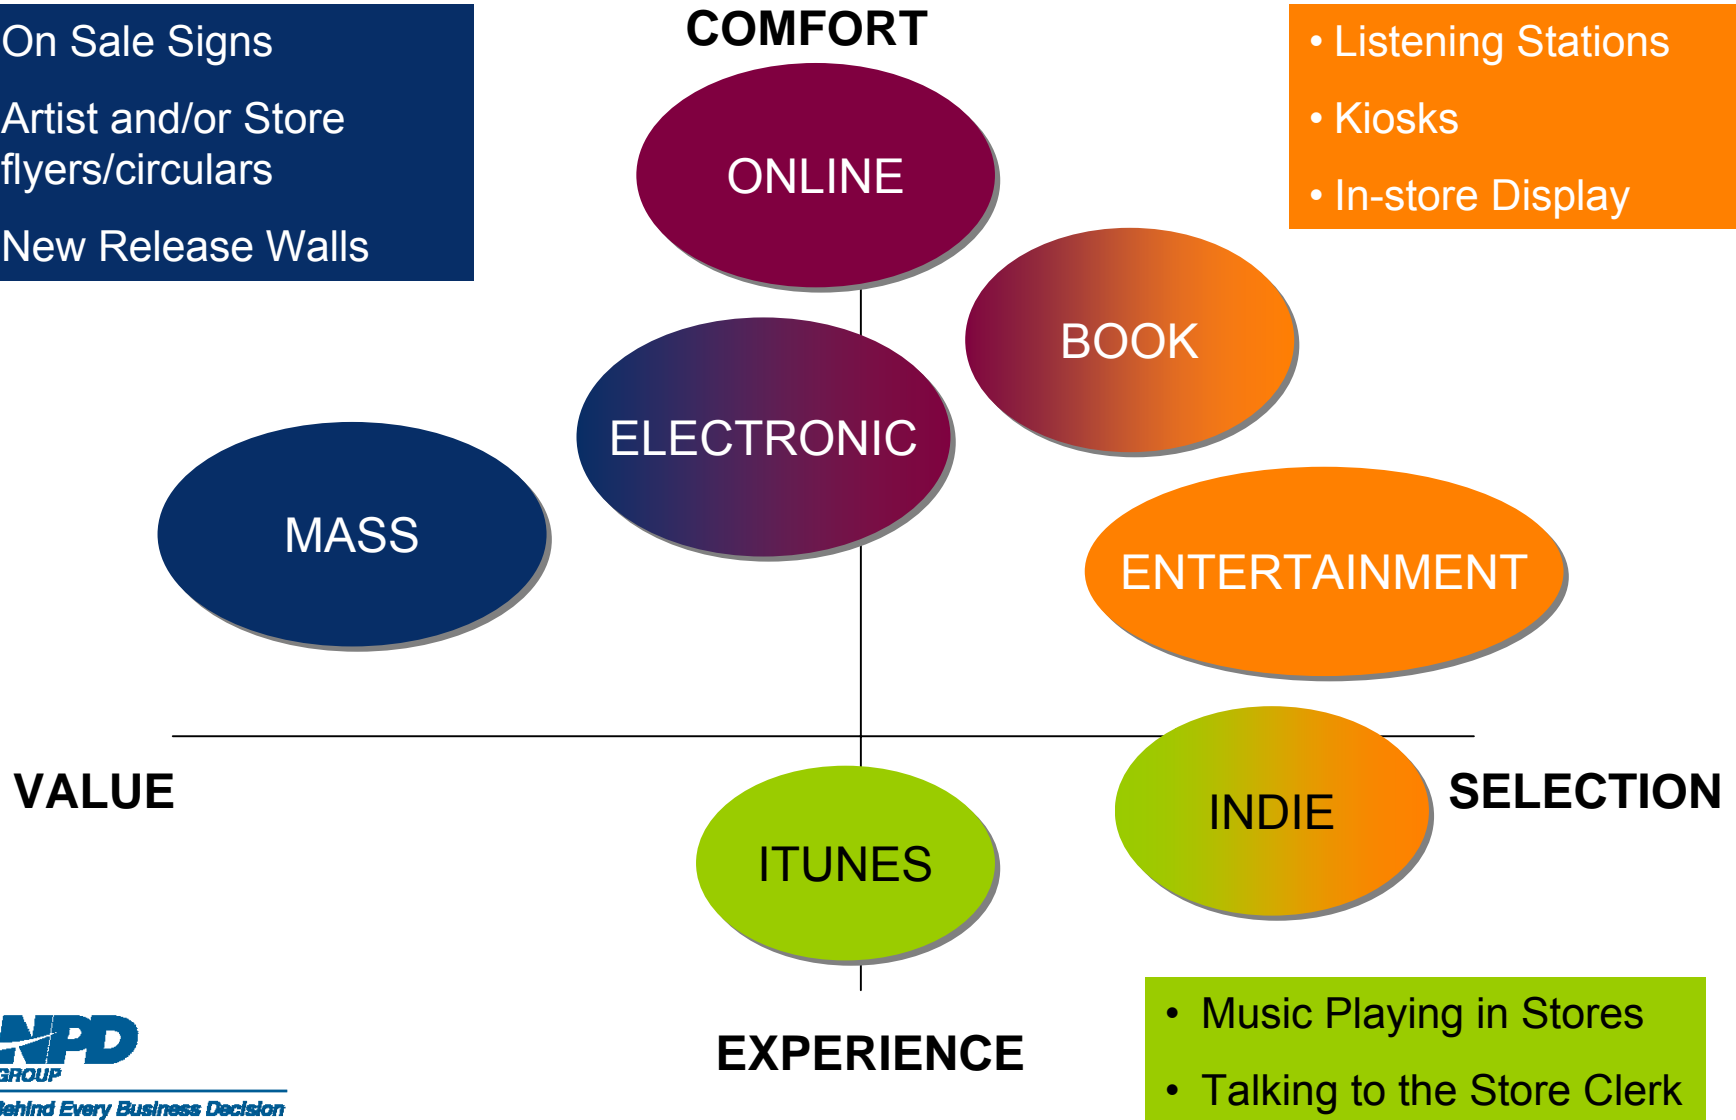 COMFORT
On Sale Signs
Artist and/or Store
flyers/circulars
New Release Walls
• Listening Stations
• Kiosks
• In-store Display
ONLINE
BOOK
ELECTRONIC
MASS
ENTERTAINMENT
VALUE
SELECTION
INDIE
ITUNES
EXPERIENCE
• Music Playing in Stores
• Talking to the Store Clerk
NPD
GROUP
Behind Every Business Decision